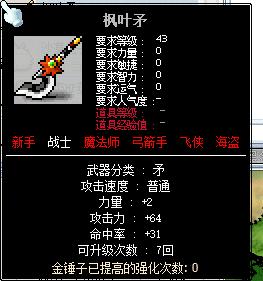 枫叶矛
要求等级： 43
要求力量： 0
要求敏捷： 0
要求智力： 0
要求运气： 0
要求人气度： -
道具等级： -
道具经验值： -
新手 战士 魔法师 弓箭手 飞侠 海盗
武器分类：矛
攻击速度：普通
力量：+2
攻击力：+64
命中率：+31
可升级次数：7回
金锤子已提高的强化次数: 0